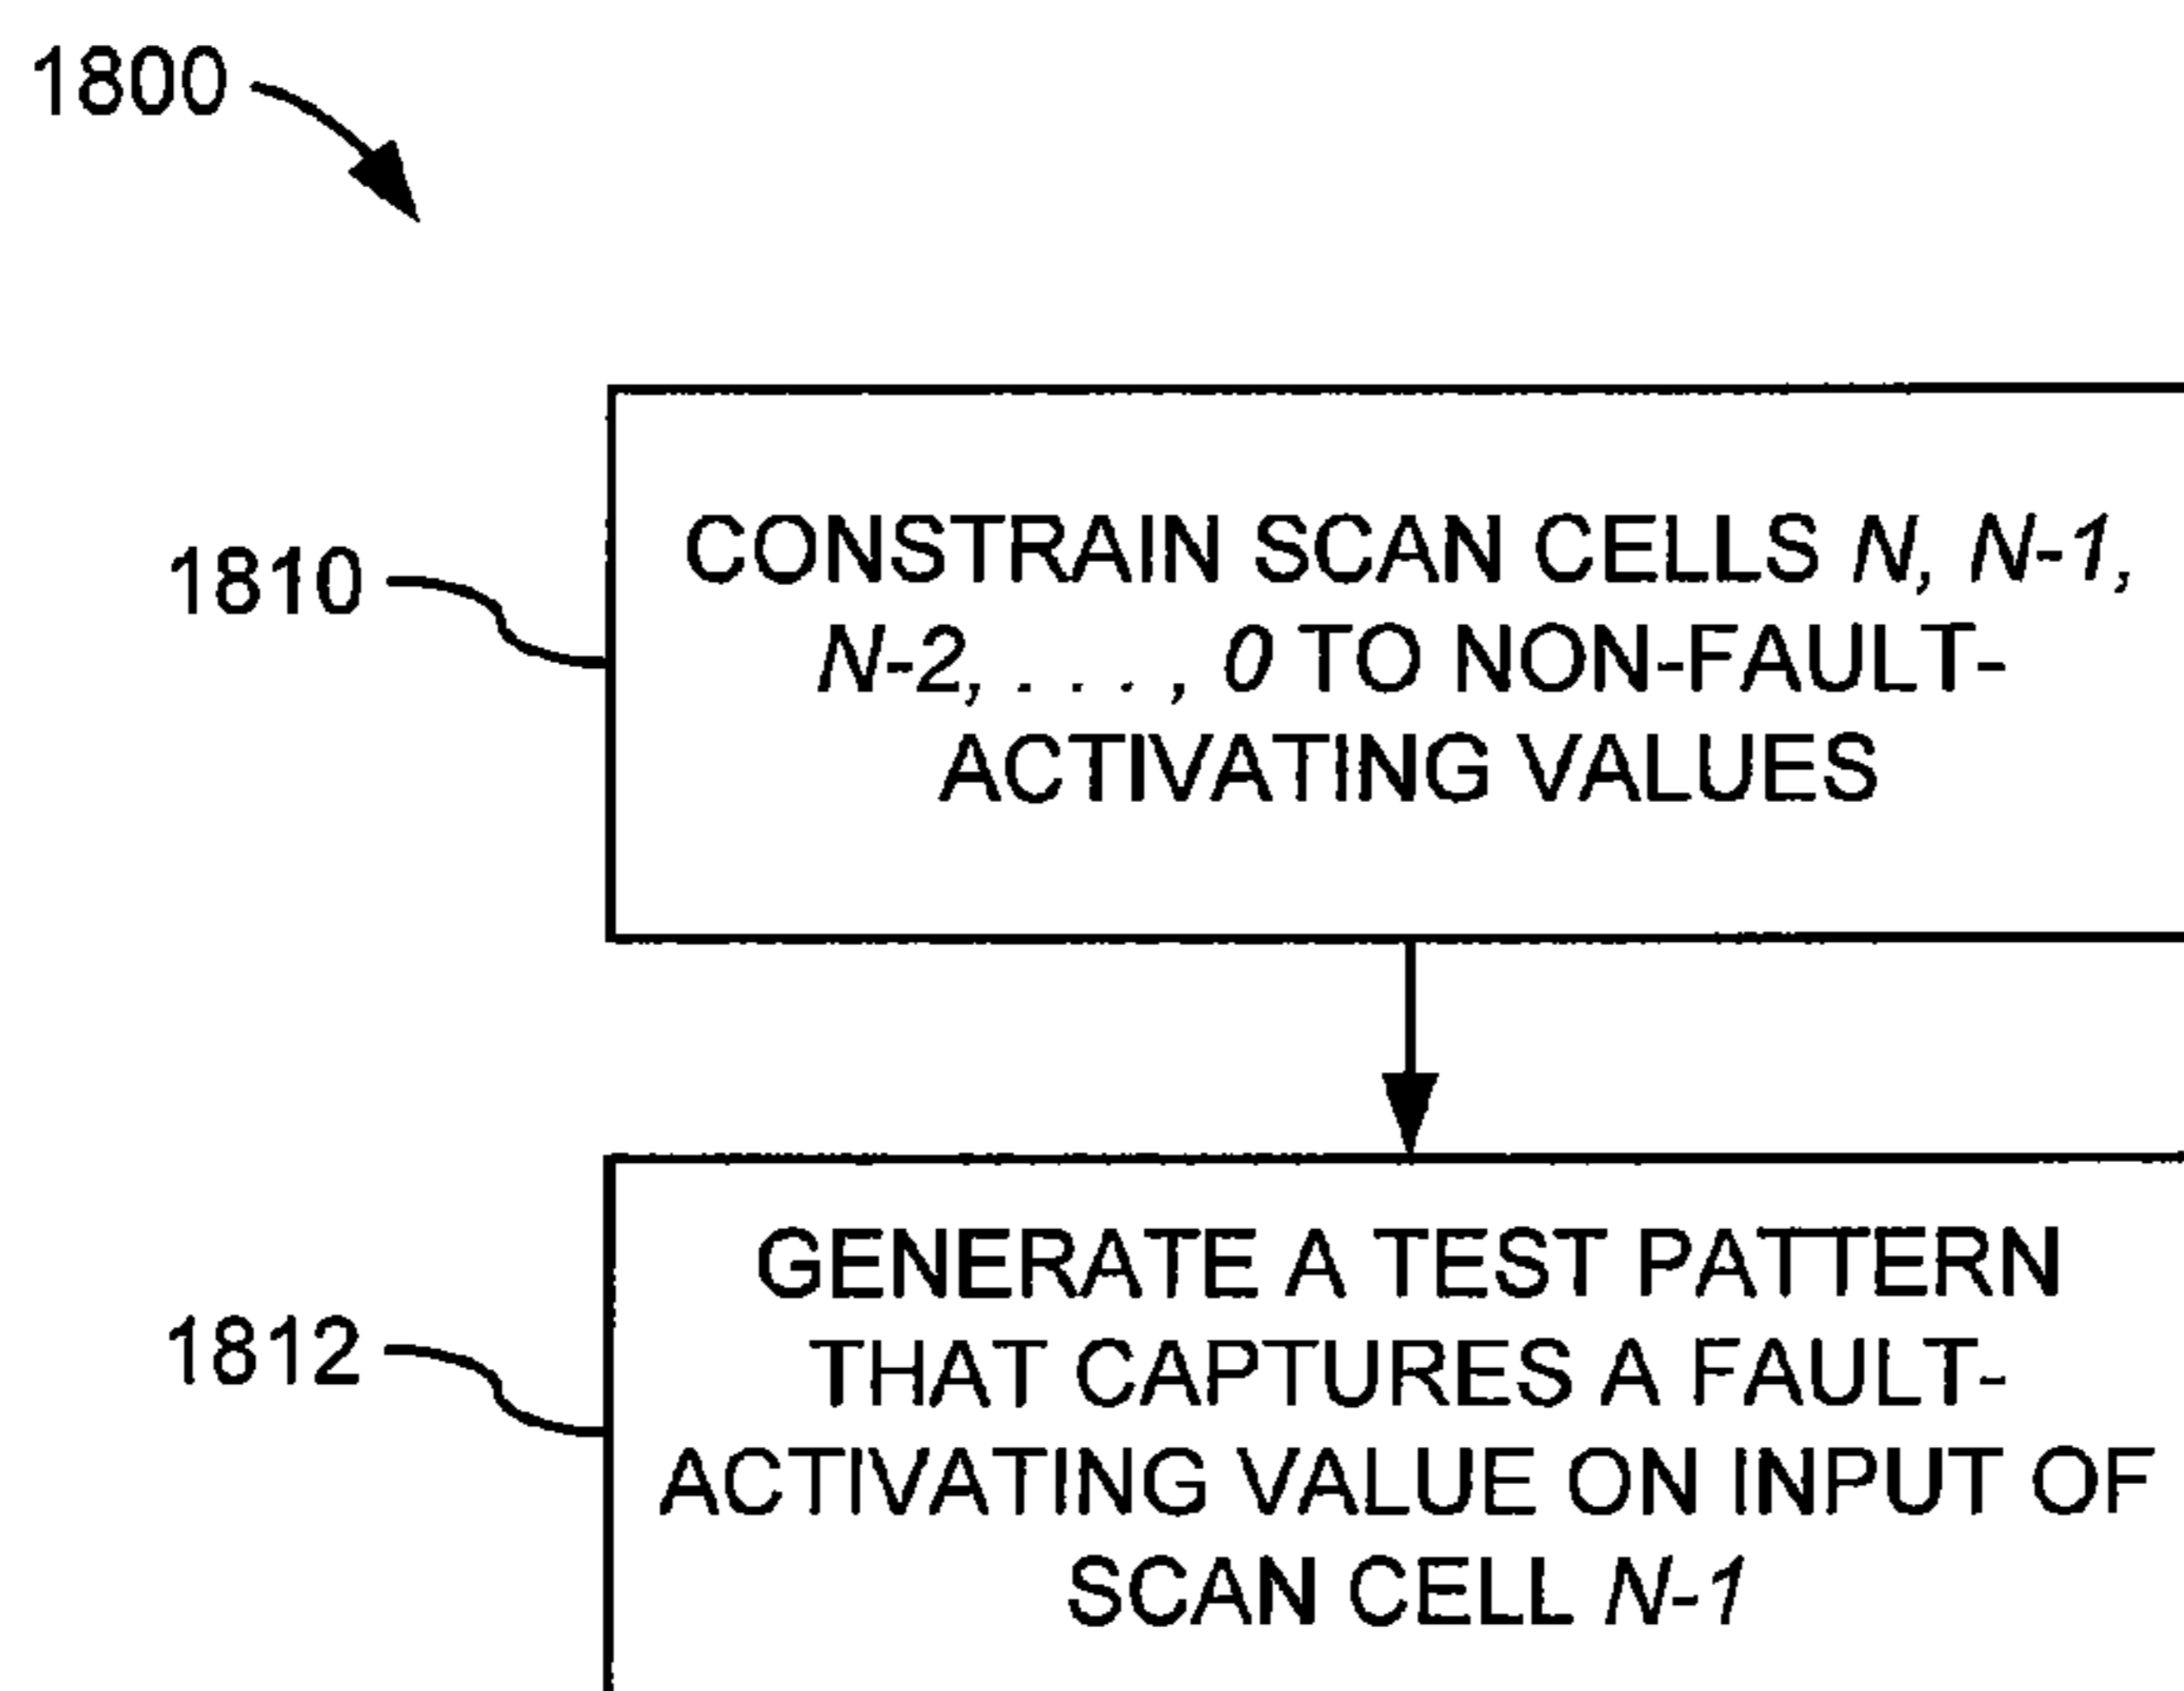 1800
1810
CONSTRAIN SCAN CELLS N, N-1,
N-2, . . . , 0 TO NON-FAULT-
ACTIVATING VALUES
1812
GENERATE A TEST PATTERN
THAT CAPTURES A FAULT-
ACTIVATING VALUE ON INPUT OF
SCAN CELL N-1